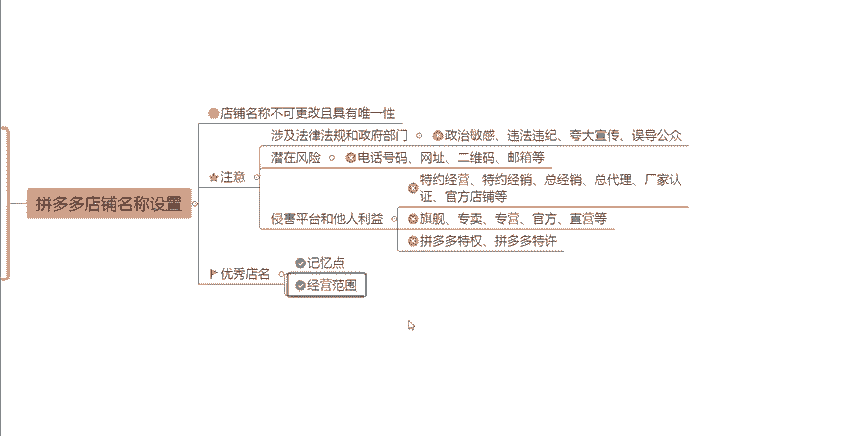 拼多多店铺名称设置
店铺名称不可更改且具有唯一性
注意
涉及法律法规和政府部门
政治敏感、违法违纪、夸大宣传、误导公众
潜在风险
电话号码、网址、二维码、邮箱等
侵害平台和他人利益
特约经营、特约经销、总经销、总代理、厂家认
证、官方店铺等
旗舰、专卖、专营、官方、直营等
拼多多特权、拼多多特许
优秀店名
记忆点
经营范围